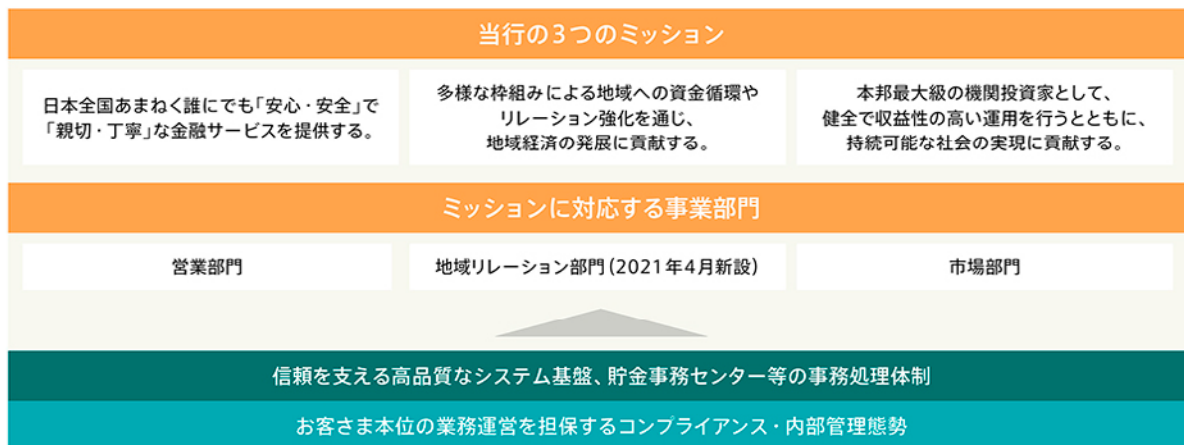 当行の3つのミッション
日本全国あまねく誰にでも「安心・安全」で
「親切・丁寧」な金融サービスを提供する。
多様な枠組みによる地域への資金循環や
リレーション強化を通じ、
地域経済の発展に貢献する。
本邦最大級の機関投資家として、
健全で収益性の高い運用を行うとともに、
持続可能な社会の実現に貢献する。
ミッションに対応する事業部門
営業部門
地域リレーション部門(2021年4月新設)
市場部門
信頼を支える高品質なシステム基盤、貯金事務センター等の事務処理体制
お客さま本位の業務運営を担保するコンプライアンス・内部管理態勢